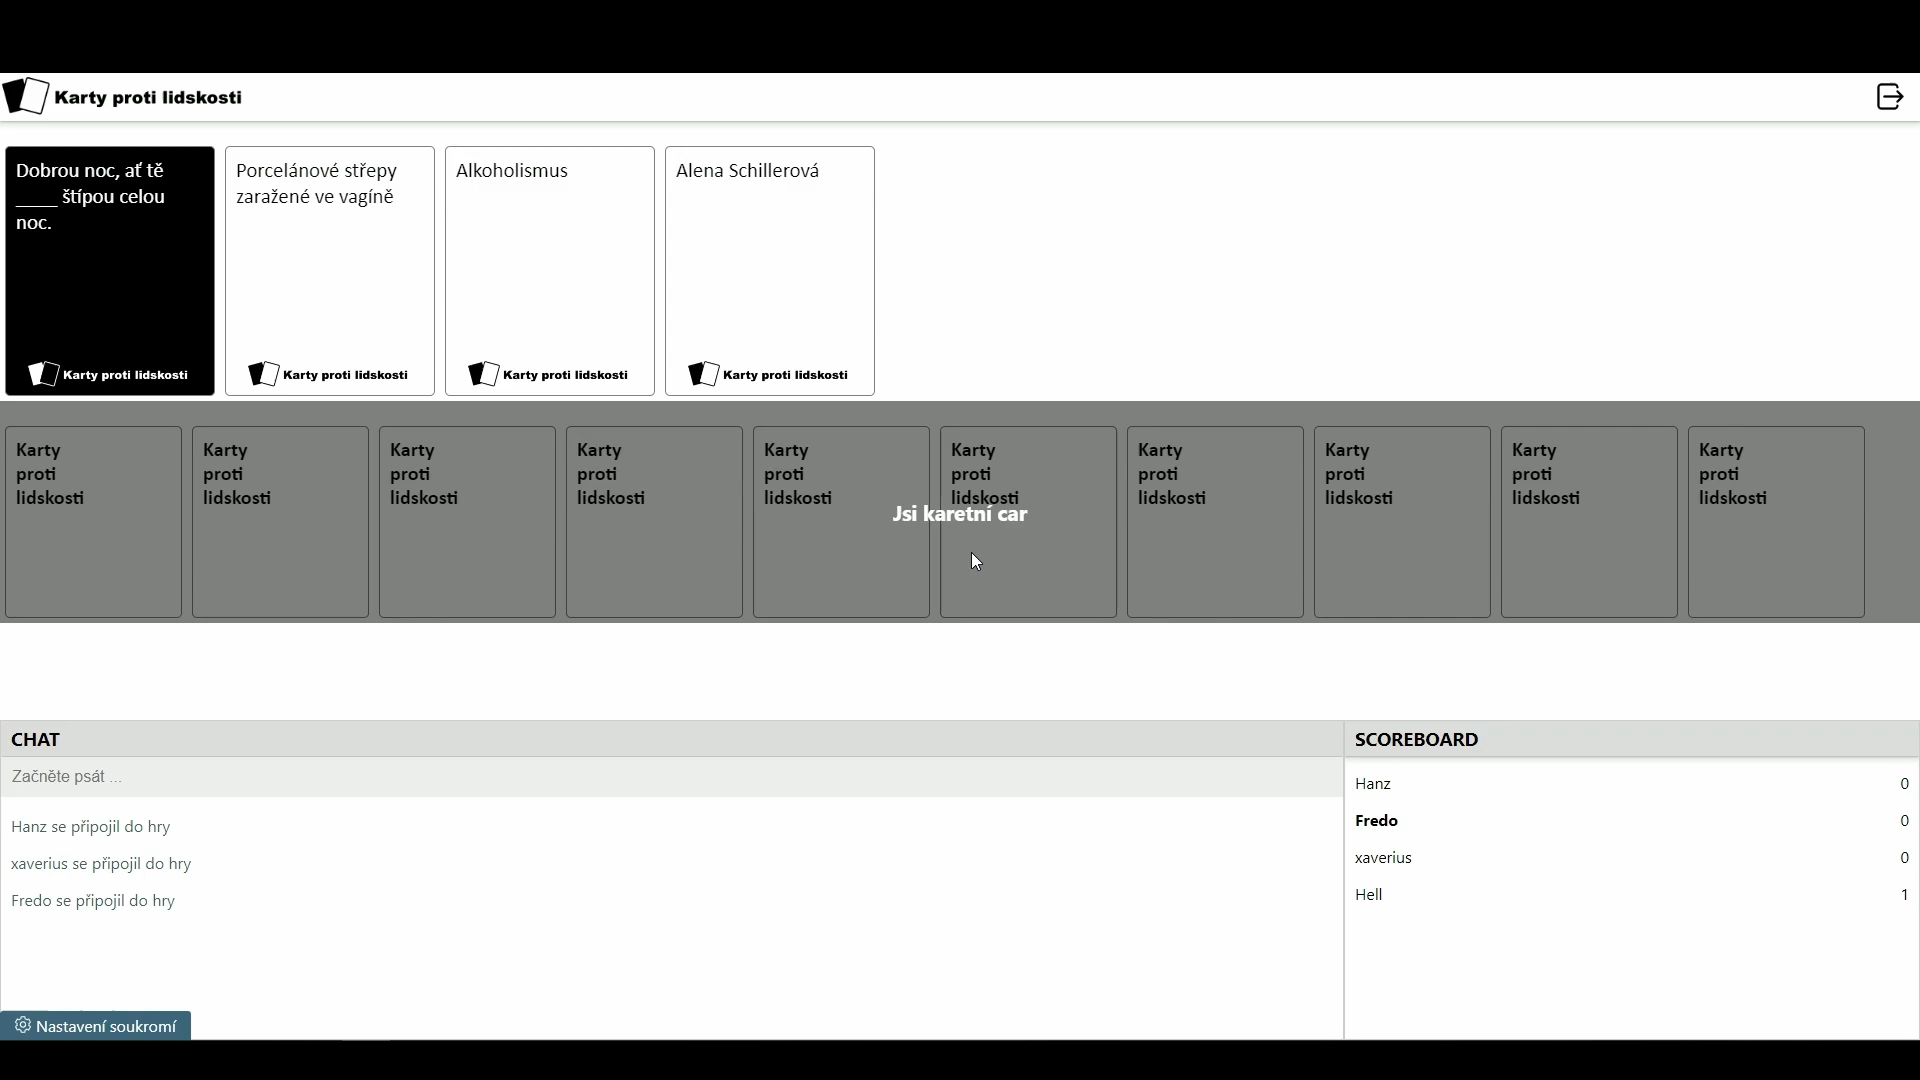 Karty proti lidskosti
Dobrou noc, ať tě
____ štípou celou
noc.
Karty proti lidskosti
Porcelánové střepy
zaražené ve vagíně
Karty proti lidskosti
Alkoholismus
Karty proti lidskosti
Alena Schillerová
Karty proti lidskosti
Karty
proti
lidskosti
Karty
proti
lidskosti
Karty
proti
lidskosti
Karty
proti
lidskosti
Karty
proti
lidskosti
Karty
proti
lidskosti
Karty
proti
lidskosti
Karty
proti
lidskosti
Karty
proti
lidskosti
Karty
proti
lidskosti
Jsi karetní car
CHAT
Začněte psát ...
Hanz se připojil do hry
xaverius se připojil do hry
Fredo se připojil do hry
Nastavení soukromí
SCOREBOARD
Hanz 0
Fredo 0
xaverius 0
Hell 1